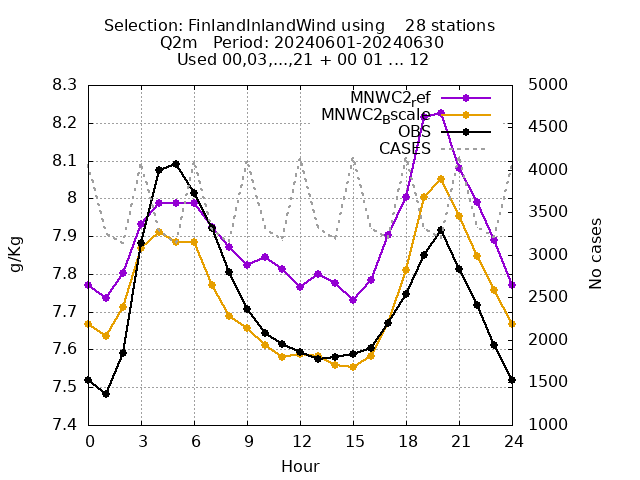 Selection: FinlandInlandWind using    28 stations
Q2m   Period: 20240601-20240630
Used 00,03,...,21 + 00 01 ... 12
8.3
8.2
8.1
8
7.9
7.8
7.7
7.6
7.5
7.4
5000
4500
4000
3500
3000
2500
2000
1500
1000
MNWC2ref
MNWC2Bscale
OBS
CASES
g/Kg
No cases
0 3 6 9 12 15 18 21 24
Hour